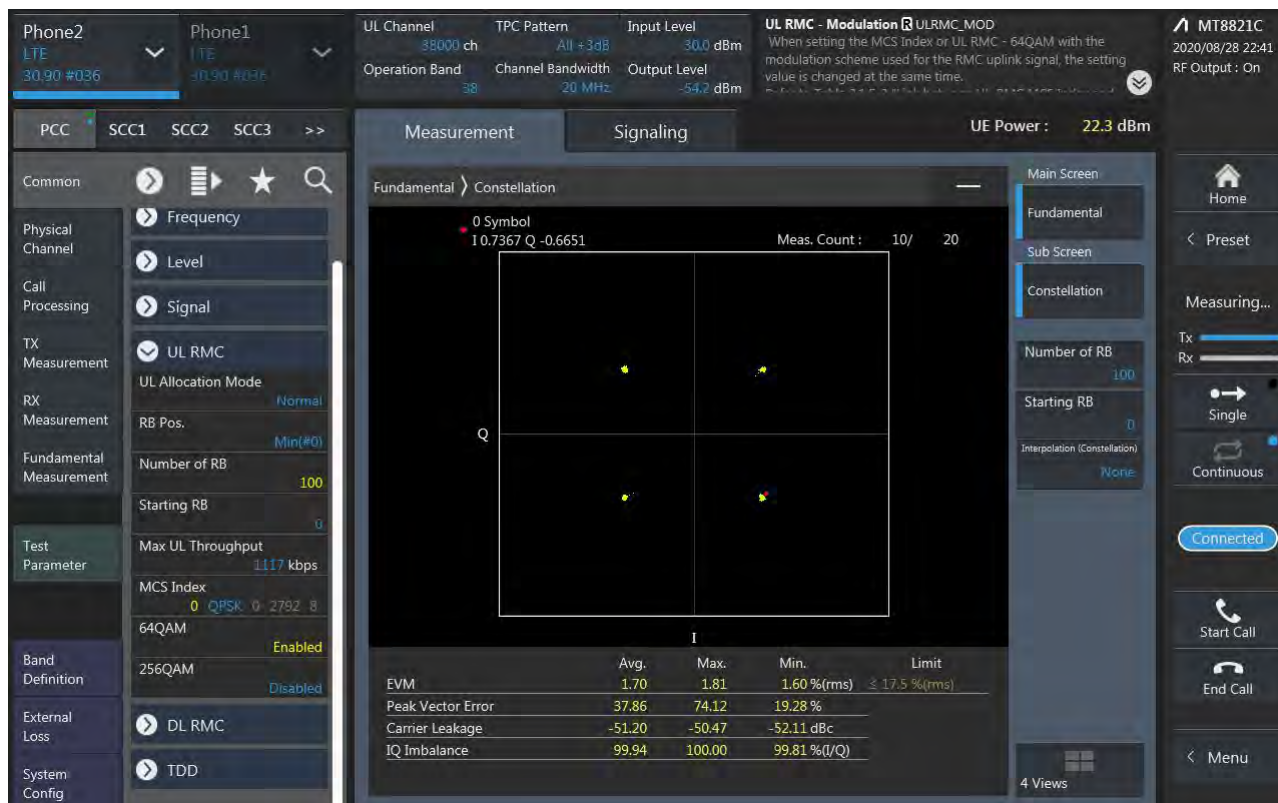 Phone2
LTE
30.90 #036
Phone1
LTE
30.90 #036
UL Channel
38000 ch
Operation Band
38
TPC Pattern
All +3dB
Channel Bandwidth
20 MHz
Input Level
30.0 dBm
Output Level
-54.2 dBm
UL RMC - Modulation R ULRMC_MOD
When setting the MCS Index or UL RMC - 64QAM with the
modulation scheme used for the RMC uplink signal, the setting
value is changed at the same time.
MT8821C
2020/08/28 22:41
RF Output : On
PCC SCC1 SCC2 SCC3 >>
Measurement
Signaling
UE Power : 22.3 dBm
Common
Physical
Channel
Call
Processing
TX
Measurement
RX
Measurement
Fundamental
Measurement
Test
Parameter
Band
Definition
External
Loss
System
Config
Frequency
Level
Signal
UL RMC
UL Allocation Mode
Normal
RB Pos.
Min(#0)
Number of RB
100
Starting RB
0
Max UL Throughput
1117 kbps
MCS Index
0 QPSK 0 2792 8
64QAM
Enabled
256QAM
Disabled
DL RMC
TDD
Fundamental ⟩ Constellation
0 Symbol
I 0.7367 Q -0.6651
Meas. Count : 10/ 20
Q
I
Avg. Max. Min. Limit
EVM 1.70 1.81 1.60 %(rms) ≤ 17.5 %(rms)
Peak Vector Error 37.86 74.12 19.28 %
Carrier Leakage -51.20 -50.47 -52.11 dBc
IQ Imbalance 99.94 100.00 99.81 %(I/Q)
Main Screen
Fundamental
Sub Screen
Constellation
Number of RB
100
Starting RB
0
Interpolation (Constellation)
None
4 Views
Home
< Preset
Measuring...
Tx
Rx
Single
Continuous
Connected
Start Call
End Call
< Menu